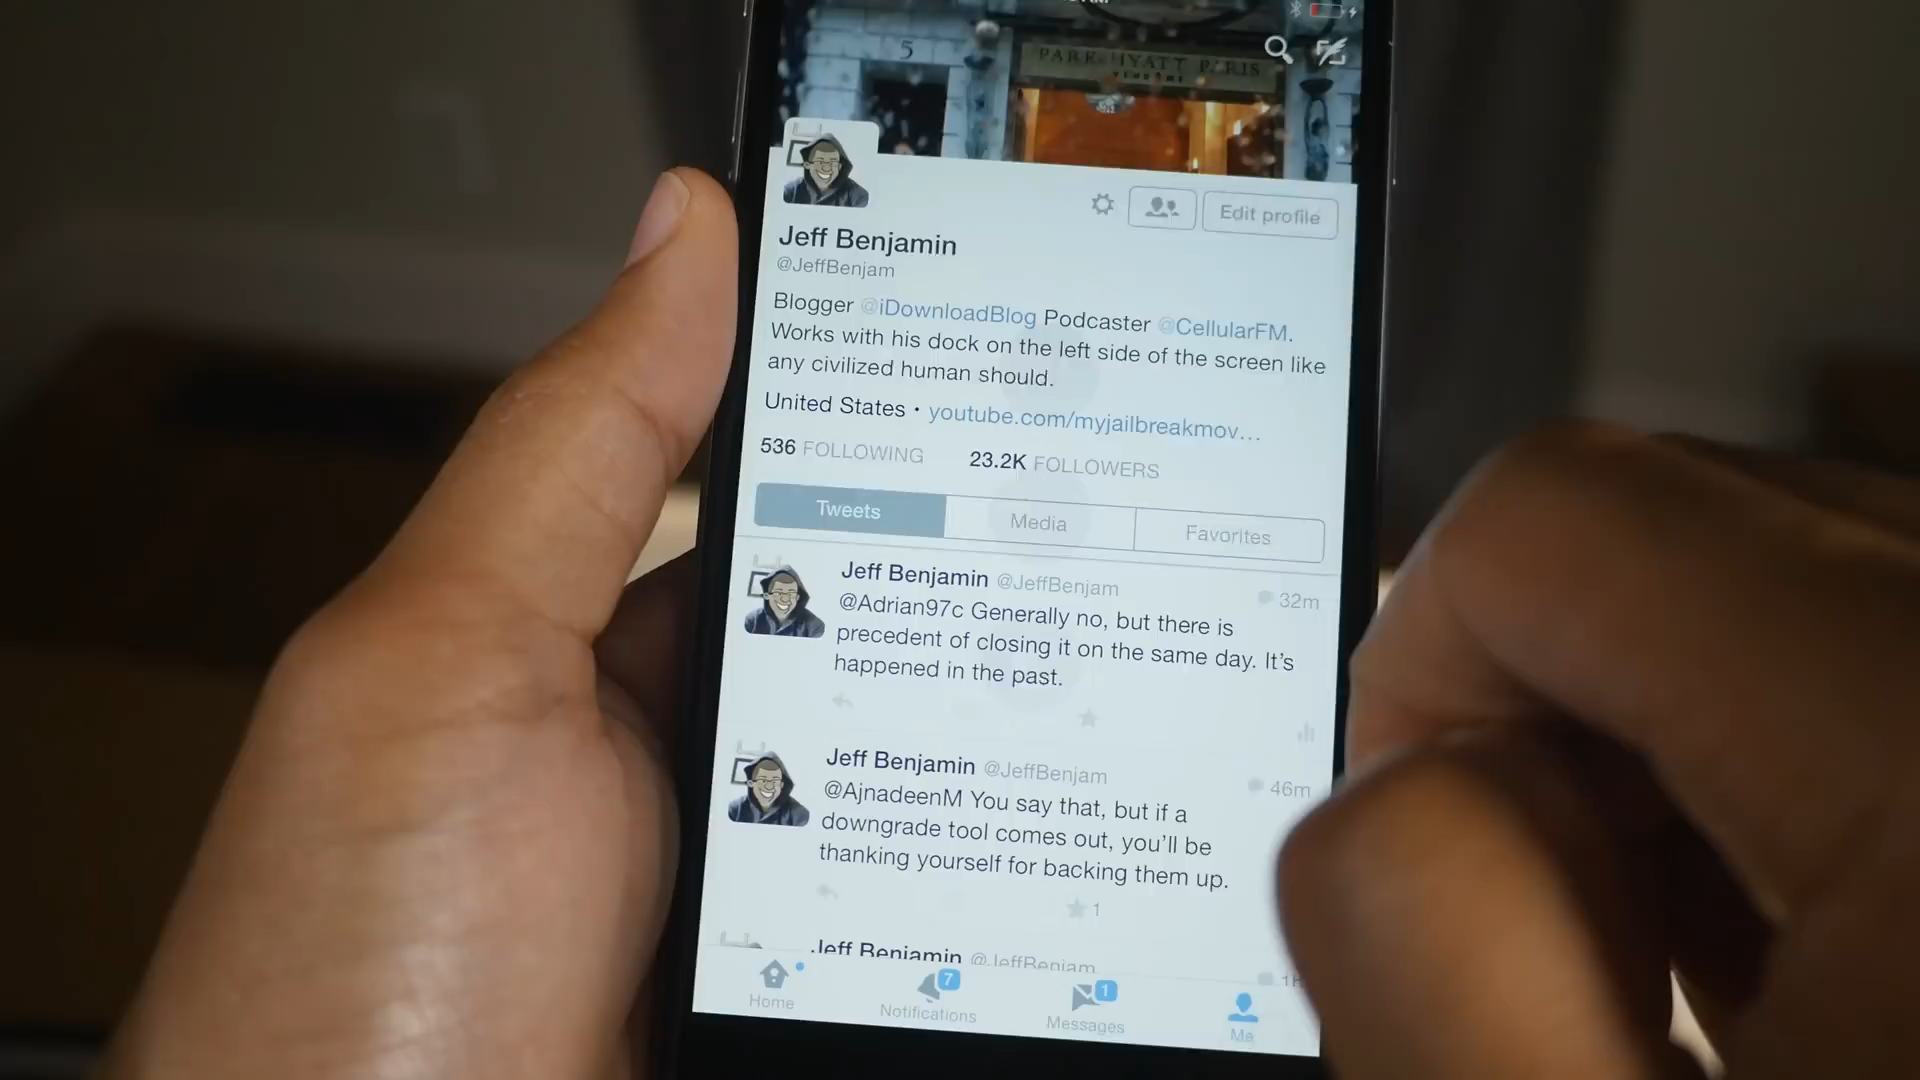 5
PARK HYATT PARIS
VENDÔME
Edit profile
Jeff Benjamin
@JeffBenjam
Blogger @iDownloadBlog Podcaster @CellularFM.
Works with his dock on the left side of the screen like
any civilized human should.
United States • youtube.com/myjailbreakmov...
536 FOLLOWING 23.2K FOLLOWERS
Tweets Media Favorites
Jeff Benjamin @JeffBenjam 32m
@Adrian97c Generally no, but there is
precedent of closing it on the same day. It's
happened in the past.
Jeff Benjamin @JeffBenjam 46m
@AjnadeenM You say that, but if a
downgrade tool comes out, you'll be
thanking yourself for backing them up.
1
Jeff Benjamin @JeffBenjam
7 1
Home Notifications Messages Me